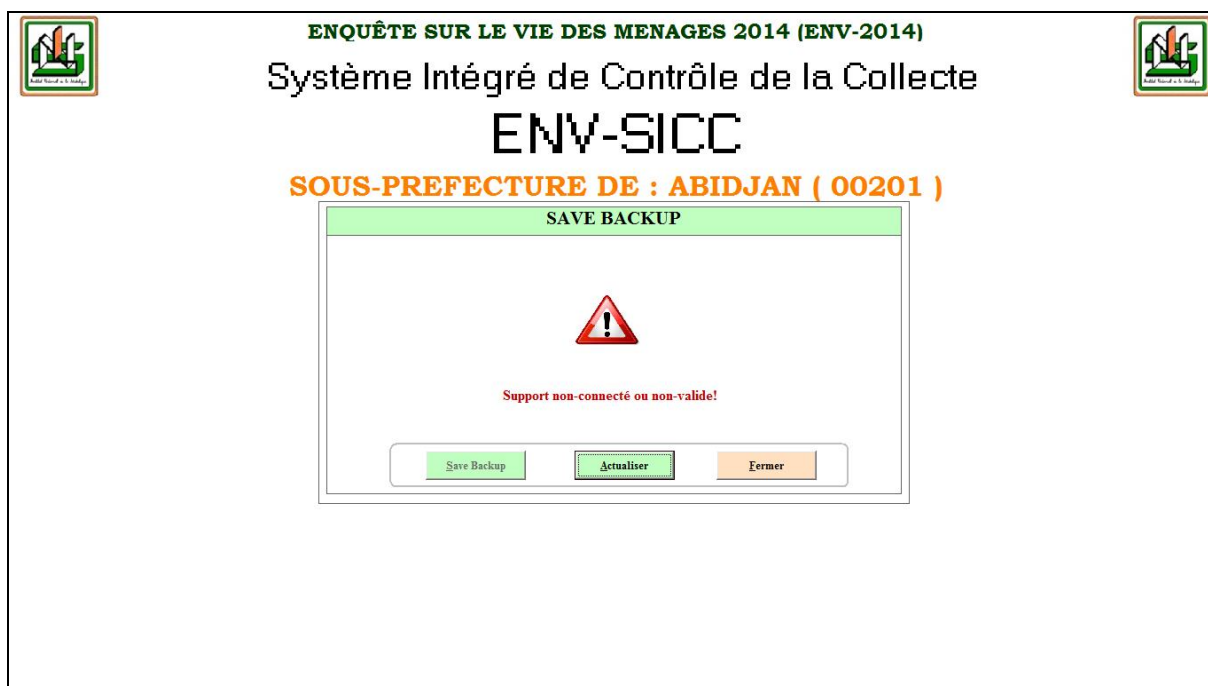 ENQUÊTE SUR LE VIE DES MENAGES 2014 (ENV-2014)
Système Intégré de Contrôle de la Collecte
ENV-SICC
SOUS-PREFECTURE DE : ABIDJAN ( 00201 )
SAVE BACKUP
Support non-connecté ou non-valide!
Save Backup Actualiser Fermer